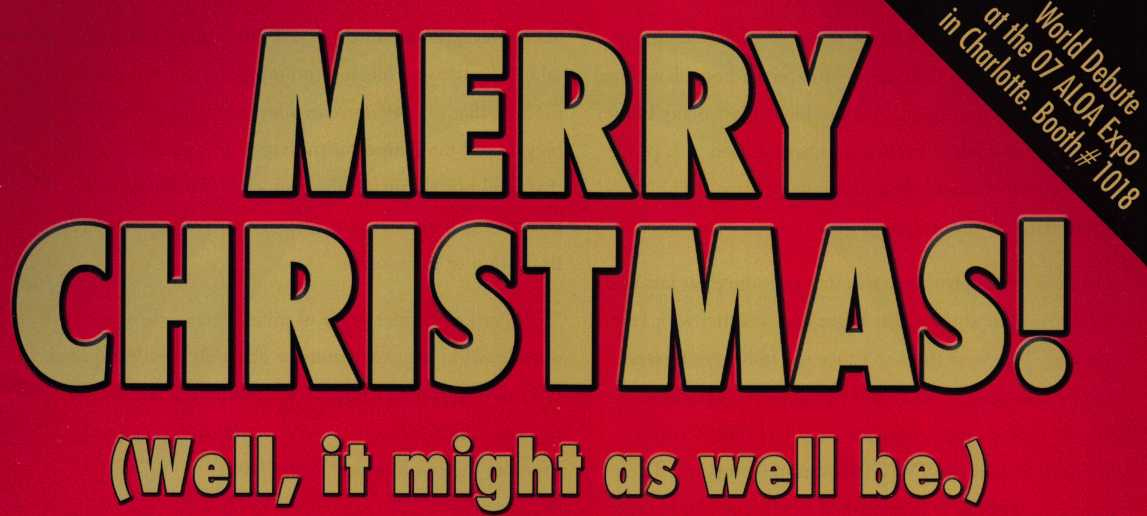 MERRY
CHRISTMAS!
(Well, it might as well be.)
World Debute
at the 07 ALOA Expo
in Charlotte. Booth# 1018